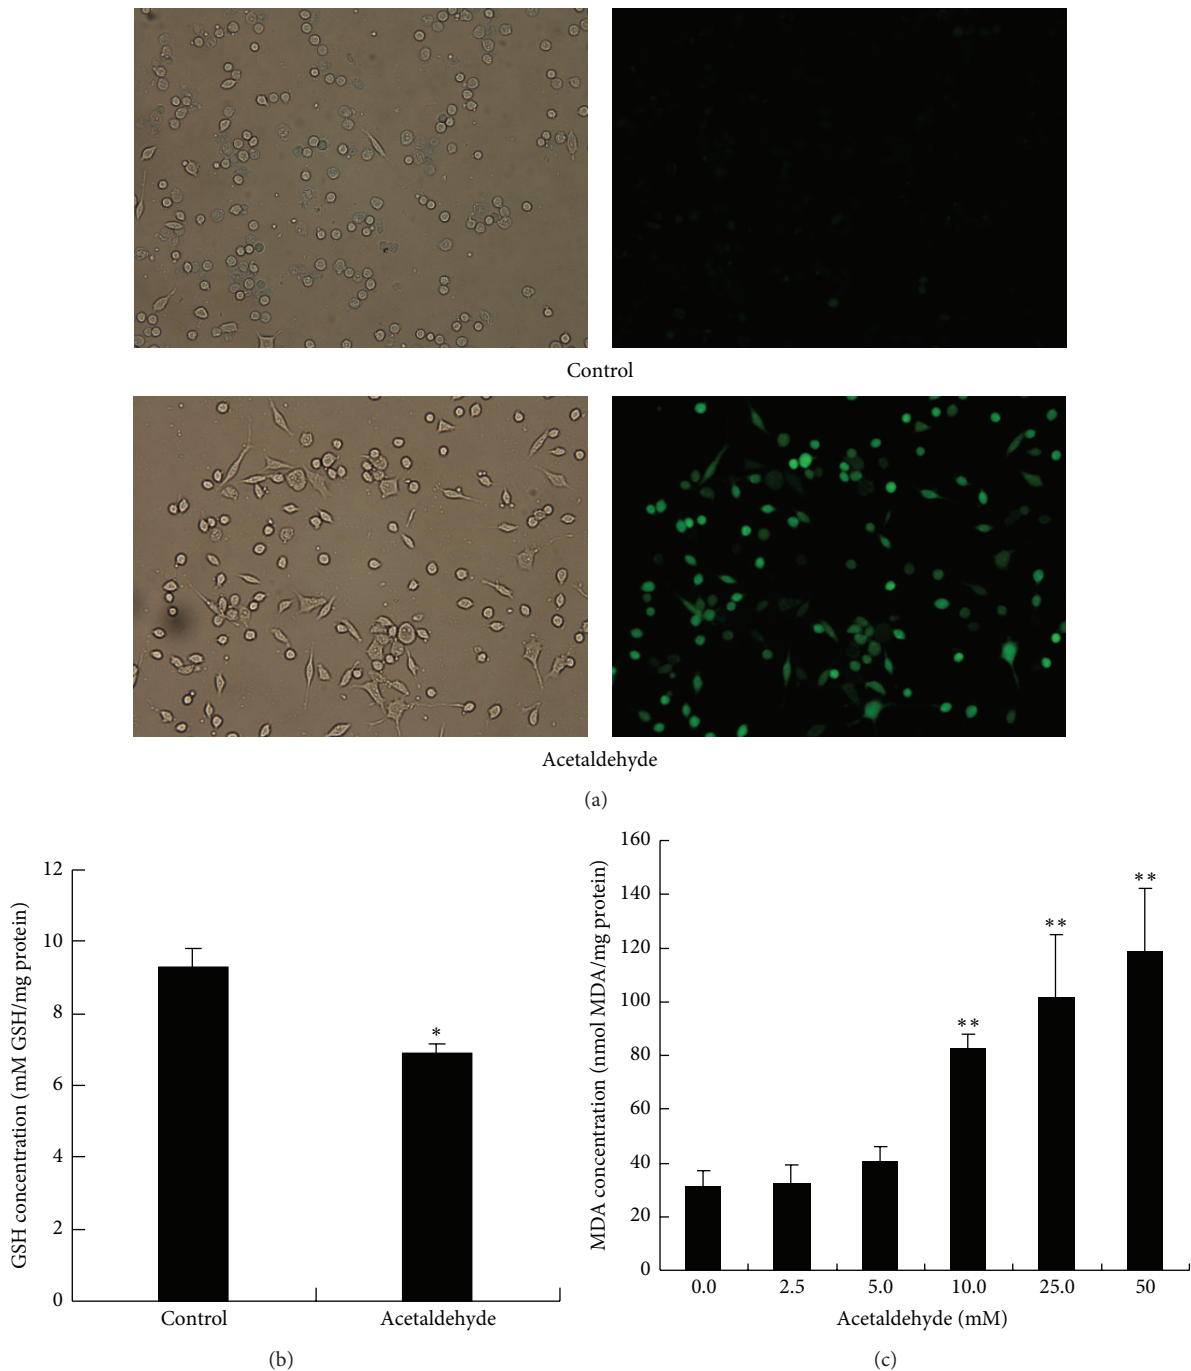 Control
Acetaldehyde
(a)
GSH concentration (mM GSH/mg protein)
12
10
8
6
4
2
0
*
Control
Acetaldehyde
(b)
MDA concentration (nmol MDA/mg protein)
160
140
120
100
80
60
40
20
0
**
**
**
0.0
2.5
5.0
10.0
25.0
50
Acetaldehyde (mM)
(c)